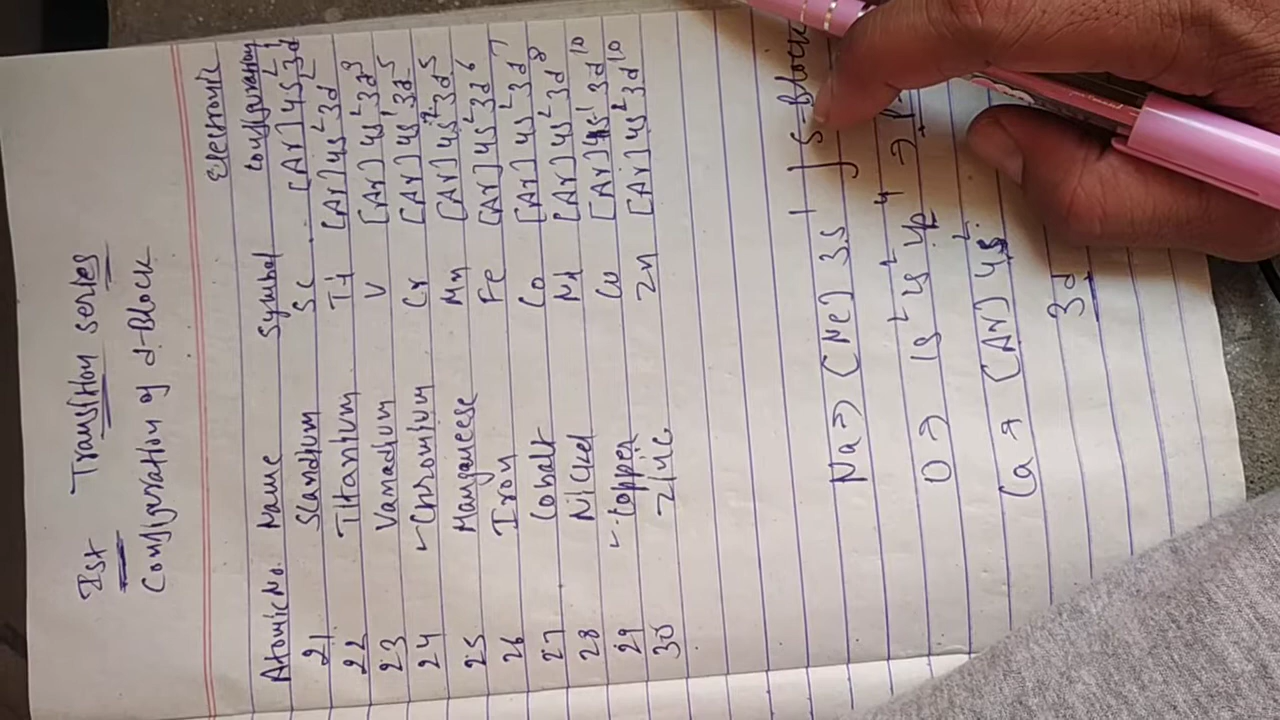 Ist Transition series
Configuration of d-Block
Atomic No. Name Symbol Electronic Configuration
21 Scandium Sc [Ar] 4s² 3d¹
22 Titanium Ti [Ar] 4s² 3d²
23 Vanadium V [Ar] 4s² 3d³
24 Chromium Cr [Ar] 4s¹ 3d⁵
25 Manganeese Mn [Ar] 4s² 3d⁵
26 Iron Fe [Ar] 4s² 3d⁶
27 Cobalt Co [Ar] 4s² 3d⁷
28 Nickel Ni [Ar] 4s² 3d⁸
29 Copper Cu [Ar] 4s¹ 3d¹⁰
30 Zinc Zn [Ar] 4s² 3d¹⁰
Na → [Ne] 3s¹ ] s-Block
O → 1s² 4s² 4p⁴ → p
Ca → [Ar] 4s²
3d